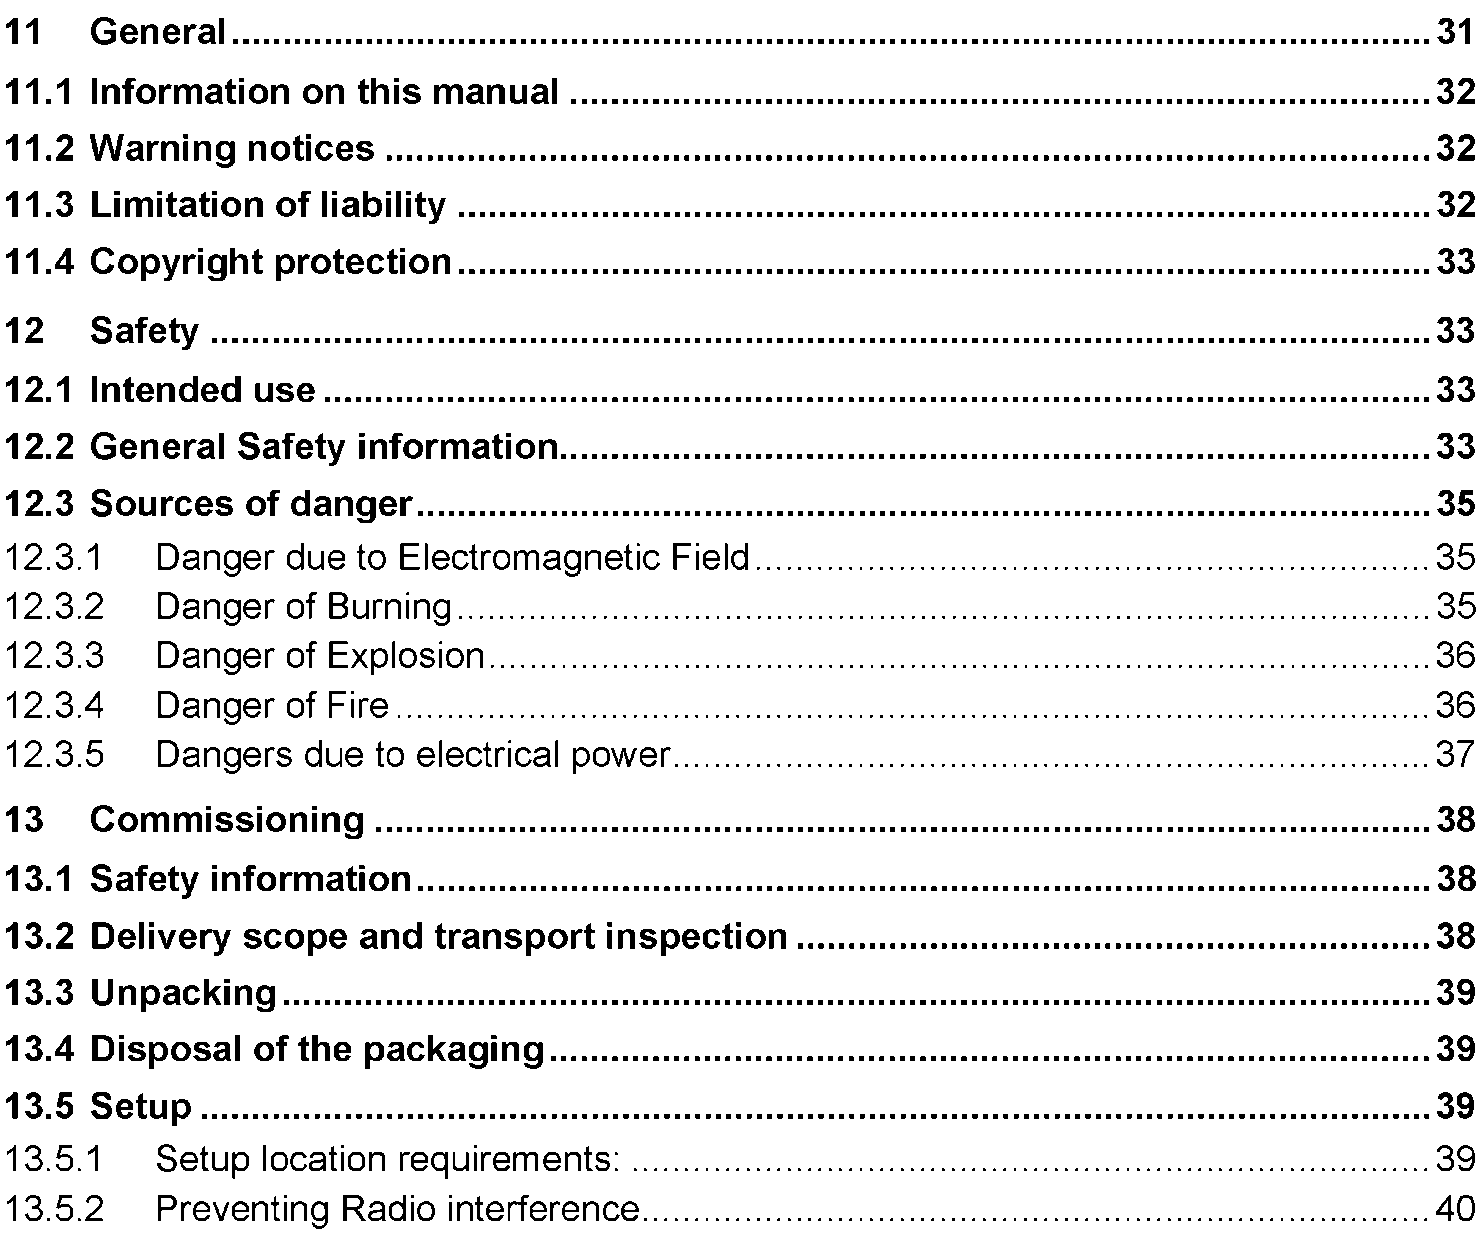 11 General........................................................................................................................31
11.1 Information on this manual ......................................................................................32
11.2 Warning notices ........................................................................................................32
11.3 Limitation of liability .................................................................................................32
11.4 Copyright protection.................................................................................................33
12 Safety ..........................................................................................................................33
12.1 Intended use..............................................................................................................33
12.2 General Safety information.......................................................................................33
12.3 Sources of danger.....................................................................................................35
12.3.1 Danger due to Electromagnetic Field....................................................................35
12.3.2 Danger of Burning.................................................................................................35
12.3.3 Danger of Explosion..............................................................................................36
12.3.4 Danger of Fire.......................................................................................................36
12.3.5 Dangers due to electrical power............................................................................37
13 Commissioning ..........................................................................................................38
13.1 Safety information.....................................................................................................38
13.2 Delivery scope and transport inspection ...............................................................38
13.3 Unpacking..................................................................................................................39
13.4 Disposal of the packaging........................................................................................39
13.5 Setup ..........................................................................................................................39
13.5.1 Setup location requirements: ................................................................................39
13.5.2 Preventing Radio interference...............................................................................40